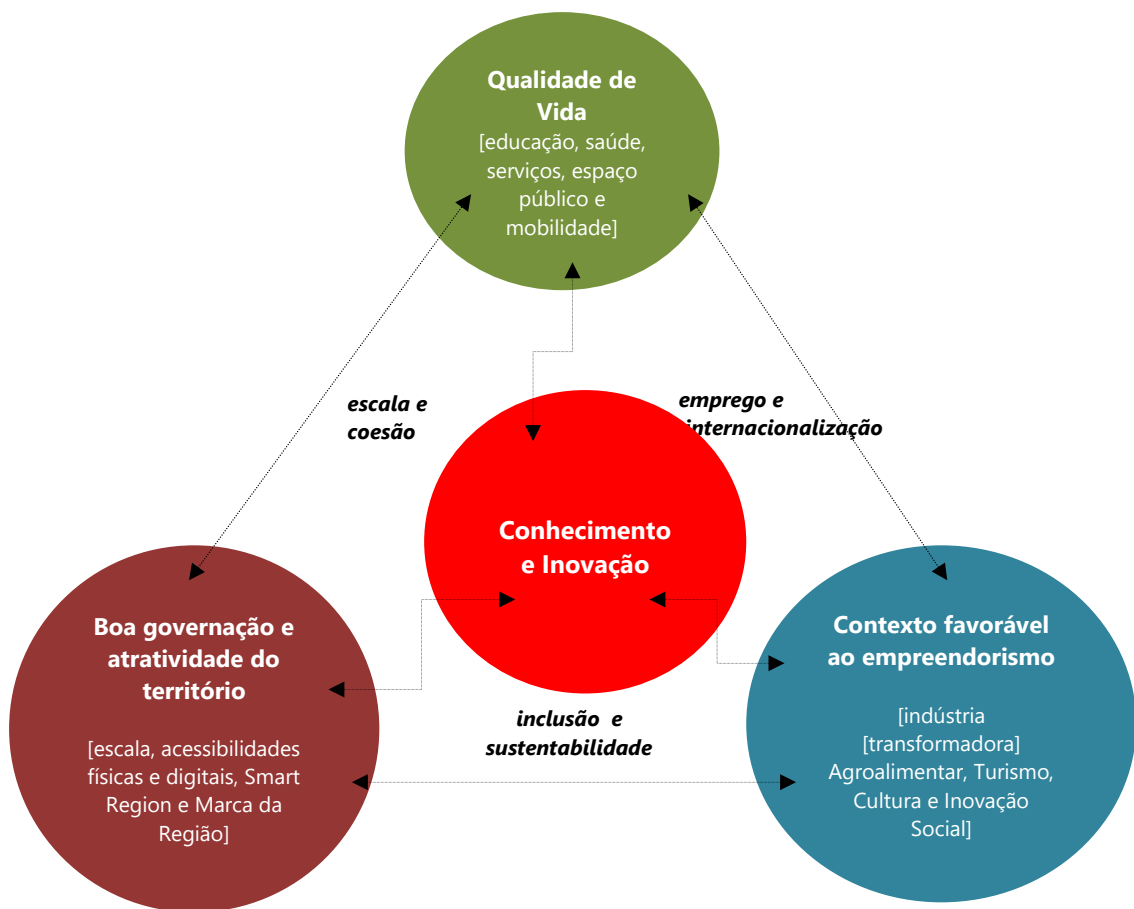 Qualidade de
Vida
[educação, saúde,
serviços, espaço
público e
mobilidade]
escala e
coesão
emprego e
internacionalização
Conhecimento
e Inovação
Boa governação e
atratividade do
território
[escala, acessibilidades
físicas e digitais, Smart
Region e Marca da
Região]
inclusão e
sustentabilidade
Contexto favorável
ao empreendorismo
[indústria
[transformadora]
Agroalimentar, Turismo,
Cultura e Inovação
Social]